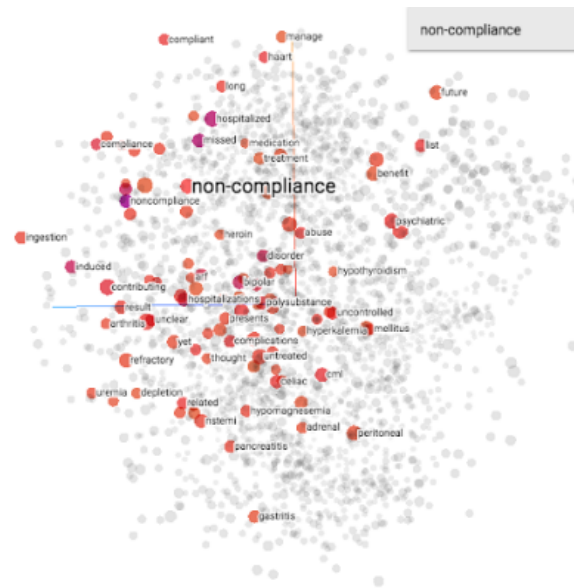 non-compliance
compliant
manage
haart
long
future
hospitalized
missed
medication
compliance
list
treatment
benefit
non-compliance
noncompliance
psychiatric
heroin
abuse
ingestion
disorder
induced
hypothyroidism
bipolar
contributing
hospitalizations
polysubstance
result
uncontrolled
unclear
presents
arthritis
hyperkalemia
mellitus
yet
complications
refractory
thought
untreated
celiac
cml
uremia
depletion
related
hypomagnesemia
nstemi
adrenal
peritoneal
pancreatitis
gastritis